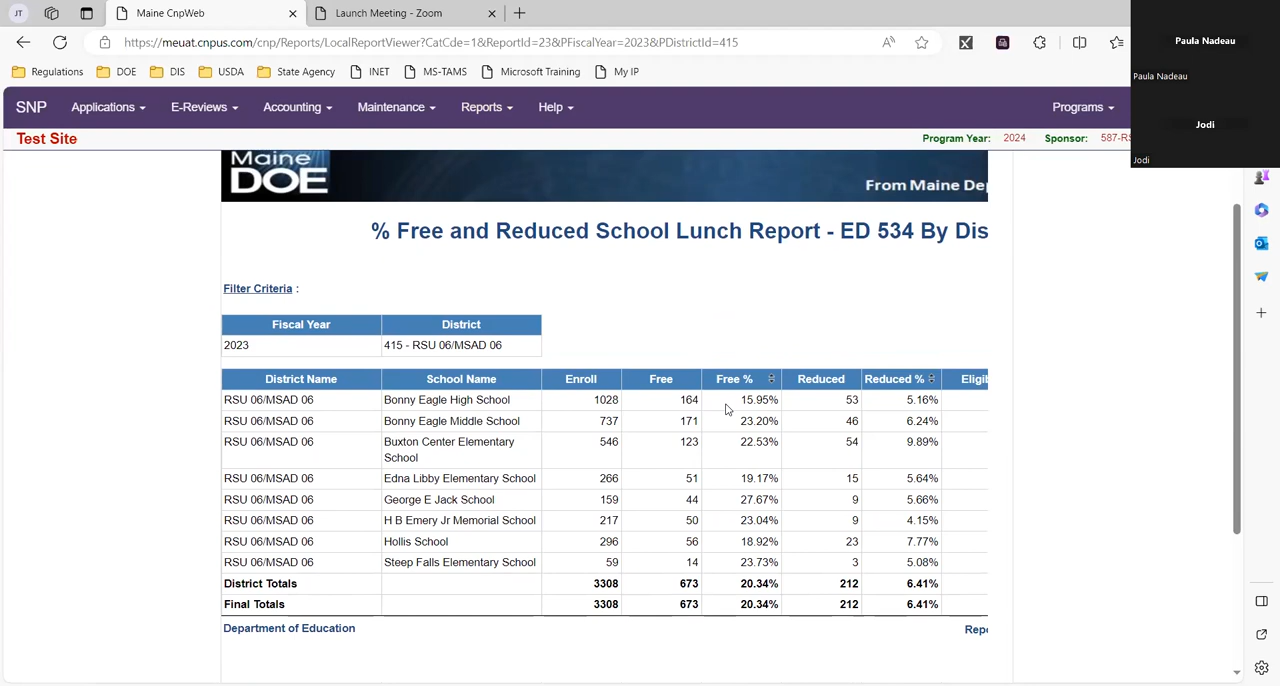 JT Maine CnpWeb Launch Meeting - Zoom
https://meuat.cnpus.com/cnp/Reports/LocalReportViewer?CatCde=1&ReportId=23&PFiscalYear=2023&PDistrictId=415
Regulations DOE DIS USDA State Agency INET MS-TAMS Microsoft Training My IP
Paula Nadeau
Paula Nadeau
Jodi
Jodi
SNP Applications E-Reviews Accounting Maintenance Reports Help Programs
Test Site Program Year: 2024 Sponsor: 587-RS
Maine
DOE
From Maine De
% Free and Reduced School Lunch Report - ED 534 By Dis
Filter Criteria :
Fiscal Year District
2023 415 - RSU 06/MSAD 06
District Name School Name Enroll Free Free % Reduced Reduced % Eligib
RSU 06/MSAD 06 Bonny Eagle High School 1028 164 15.95% 53 5.16%
RSU 06/MSAD 06 Bonny Eagle Middle School 737 171 23.20% 46 6.24%
RSU 06/MSAD 06 Buxton Center Elementary 546 123 22.53% 54 9.89%
School
RSU 06/MSAD 06 Edna Libby Elementary School 266 51 19.17% 15 5.64%
RSU 06/MSAD 06 George E Jack School 159 44 27.67% 9 5.66%
RSU 06/MSAD 06 H B Emery Jr Memorial School 217 50 23.04% 9 4.15%
RSU 06/MSAD 06 Hollis School 296 56 18.92% 23 7.77%
RSU 06/MSAD 06 Steep Falls Elementary School 59 14 23.73% 3 5.08%
District Totals 3308 673 20.34% 212 6.41%
Final Totals 3308 673 20.34% 212 6.41%
Department of Education Repo